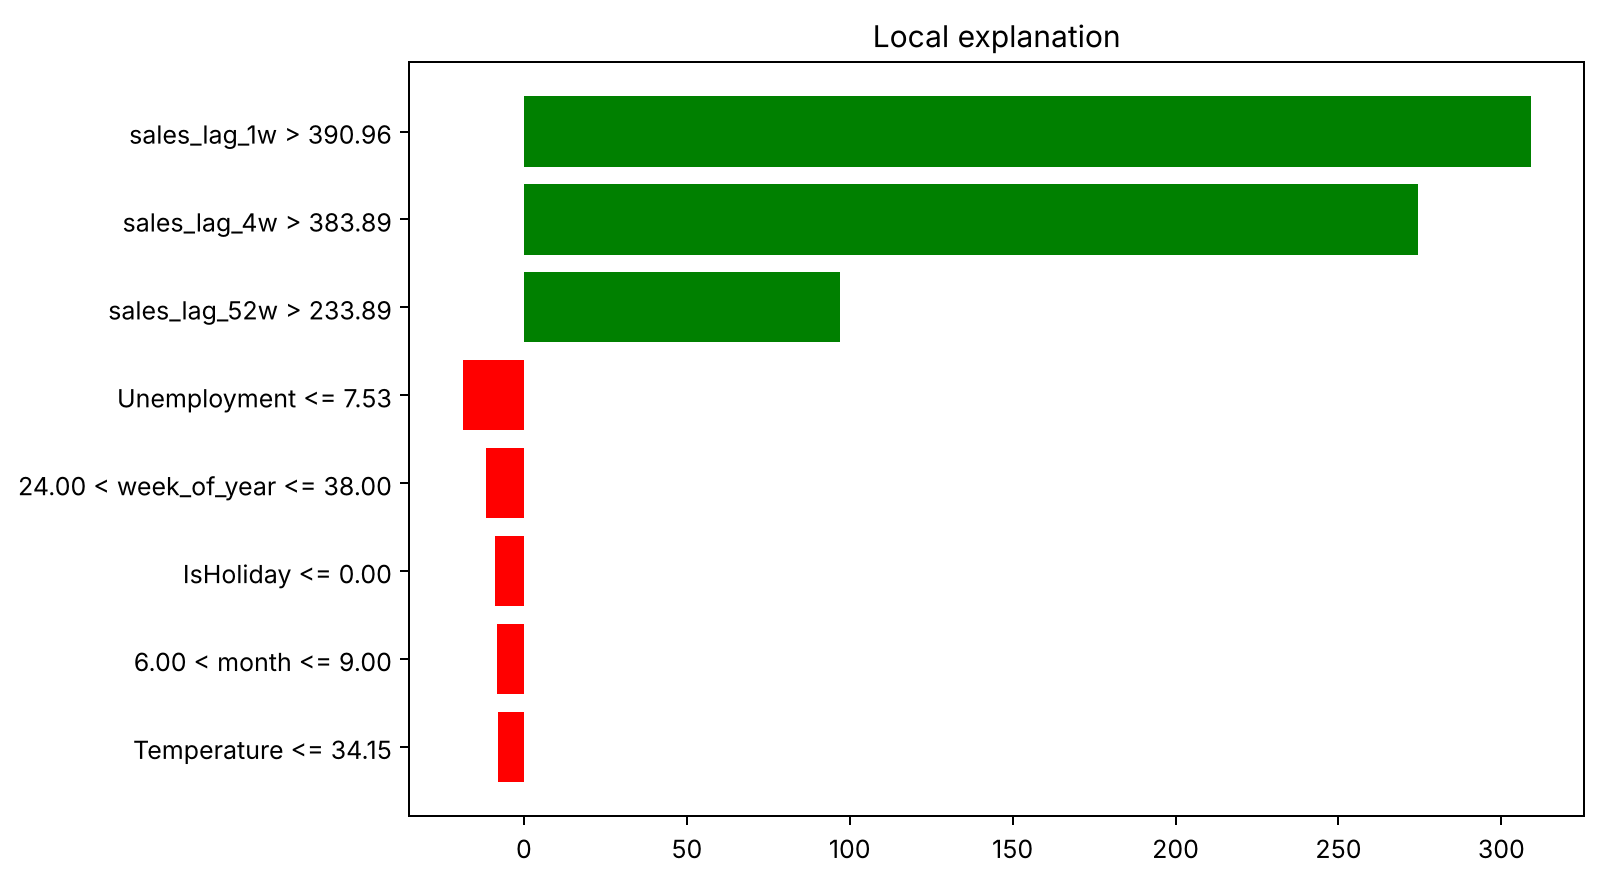 Local explanation
sales_lag_1w > 390.96
sales_lag_4w > 383.89
sales_lag_52w > 233.89
Unemployment <= 7.53
24.00 < week_of_year <= 38.00
IsHoliday <= 0.00
6.00 < month <= 9.00
Temperature <= 34.15
0 50 100 150 200 250 300